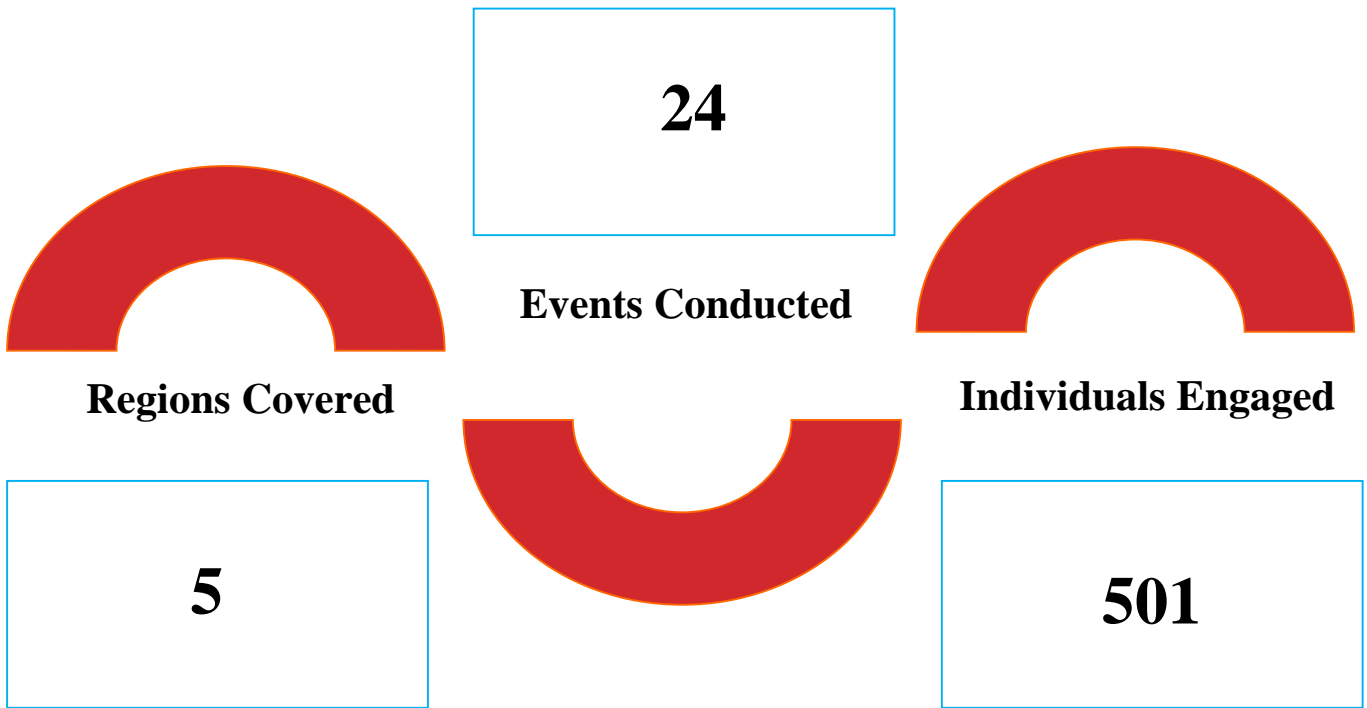 24
Events Conducted
Regions Covered
Individuals Engaged
5
501